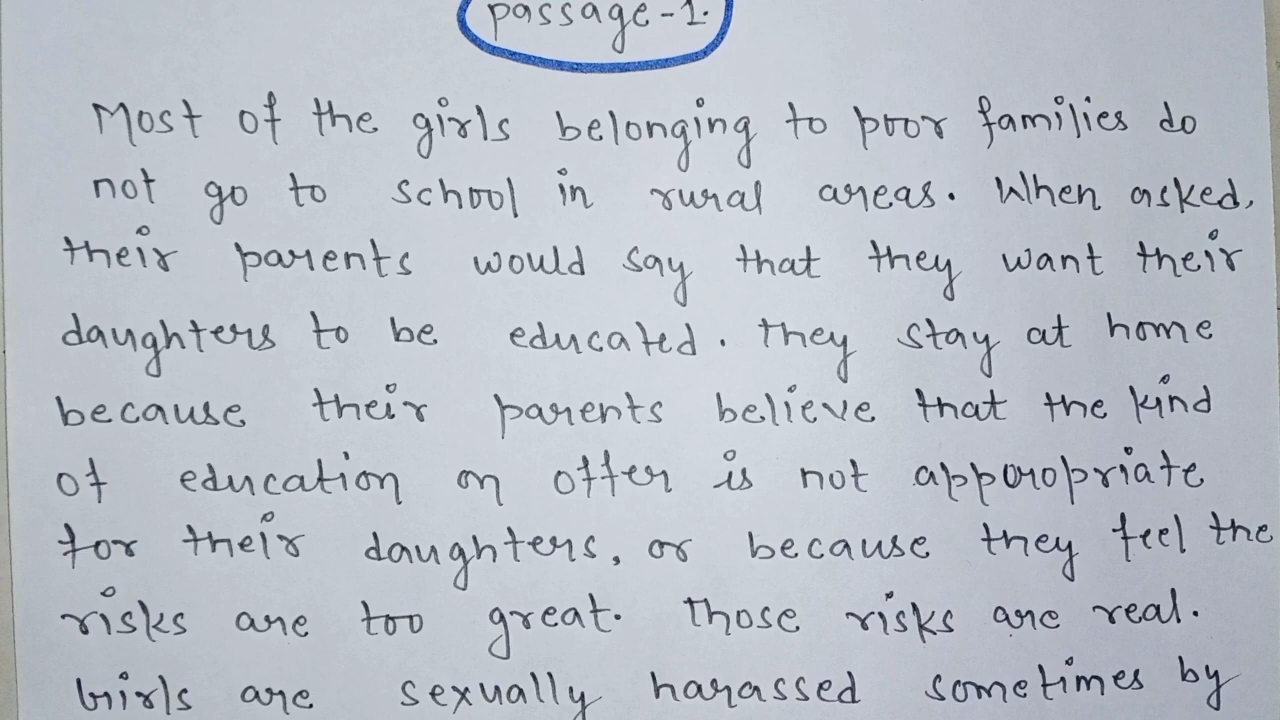 passage-1.
Most of the girls belonging to poor families do
not go to school in rural areas. When asked,
their parents would say that they want their
daughters to be educated. They stay at home
because their parents believe that the kind
of education on offer is not appropriate
for their daughters, or because they feel the
risks are too great. Those risks are real.
Girls are sexually harassed sometimes by